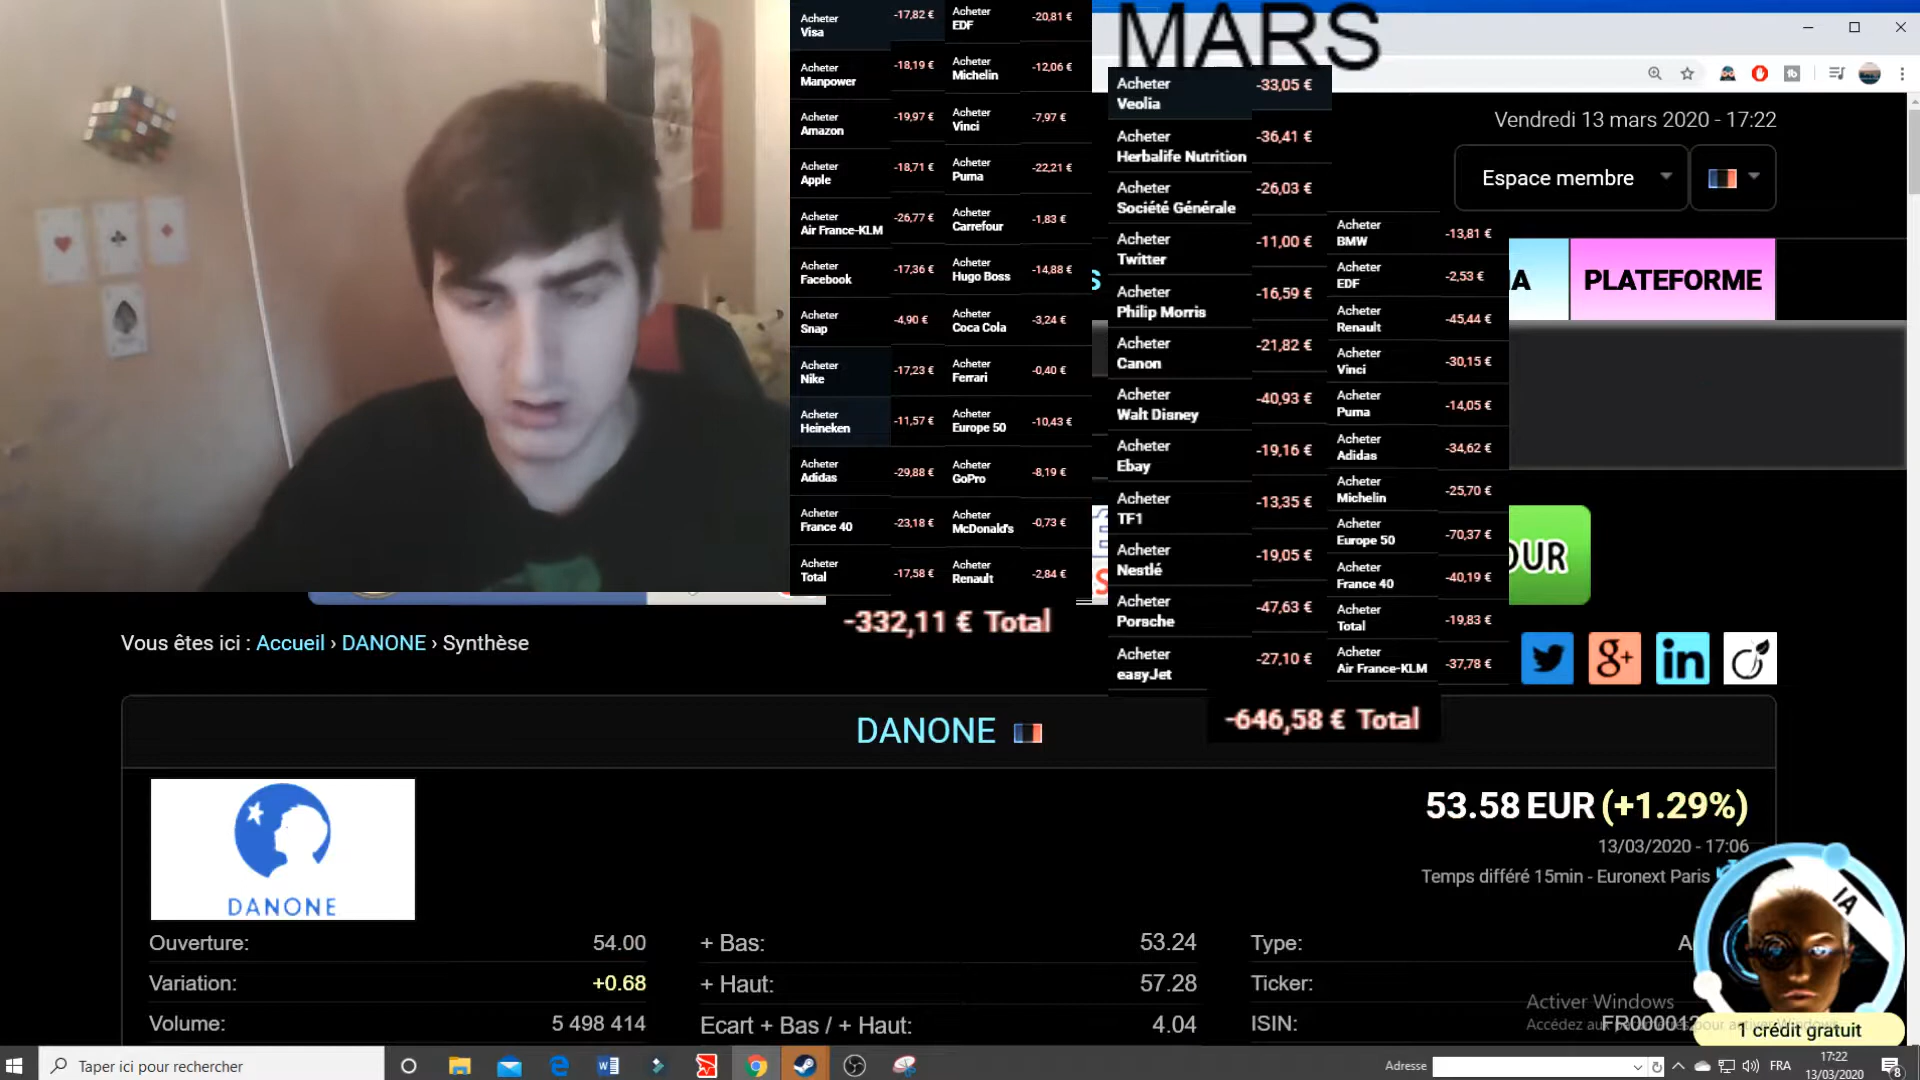 Acheter
Visa
-17,82 €
Acheter
Manpower
-18,19 €
Acheter
Amazon
-19,97 €
Acheter
Apple
-18,71 €
Acheter
Air France-KLM
-26,77 €
Acheter
Facebook
-17,36 €
Acheter
Snap
-4,90 €
Acheter
Nike
-17,23 €
Acheter
Heineken
-11,57 €
Acheter
Adidas
-29,88 €
Acheter
France 40
-23,18 €
Acheter
Total
-17,58 €
Acheter
EDF
-20,81 €
Acheter
Michelin
-12,06 €
Acheter
Vinci
-7,97 €
Acheter
Puma
-22,21 €
Acheter
Carrefour
-1,83 €
Acheter
Hugo Boss
-14,88 €
Acheter
Coca Cola
-3,24 €
Acheter
Ferrari
-0,40 €
Acheter
Europe 50
-10,43 €
Acheter
GoPro
-8,19 €
Acheter
McDonald's
-0,73 €
Acheter
Renault
-2,84 €
-332,11 € Total
MARS
Acheter
Veolia
-33,05 €
Acheter
Herbalife Nutrition
-36,41 €
Acheter
Société Générale
-26,03 €
Acheter
Twitter
-11,00 €
Acheter
Philip Morris
-16,59 €
Acheter
Canon
-21,82 €
Acheter
Walt Disney
-40,93 €
Acheter
Ebay
-19,16 €
Acheter
TF1
-13,35 €
Acheter
Nestlé
-19,05 €
Acheter
Porsche
-47,63 €
Acheter
easyJet
-27,10 €
Acheter
BMW
-13,81 €
Acheter
EDF
-2,53 €
Acheter
Renault
-45,44 €
Acheter
Vinci
-30,15 €
Acheter
Puma
-14,05 €
Acheter
Adidas
-34,62 €
Acheter
Michelin
-25,70 €
Acheter
Europe 50
-70,37 €
Acheter
France 40
-40,19 €
Acheter
Total
-19,83 €
Acheter
Air France-KLM
-37,78 €
-646,58 € Total
Vendredi 13 mars 2020 - 17:22
Espace membre
PLATEFORME
OUR
Vous êtes ici : Accueil › DANONE › Synthèse
DANONE
DANONE
53.58 EUR (+1.29%)
13/03/2020 - 17:06
Temps différé 15min - Euronext Paris
Ouverture: 54.00
Variation: +0.68
Volume: 5 498 414
+ Bas: 53.24
+ Haut: 57.28
Ecart + Bas / + Haut: 4.04
Type:
Ticker:
ISIN: FR000012
IA
1 crédit gratuit
Activer Windows
Taper ici pour rechercher
Adresse
FRA
17:22
13/03/2020
8